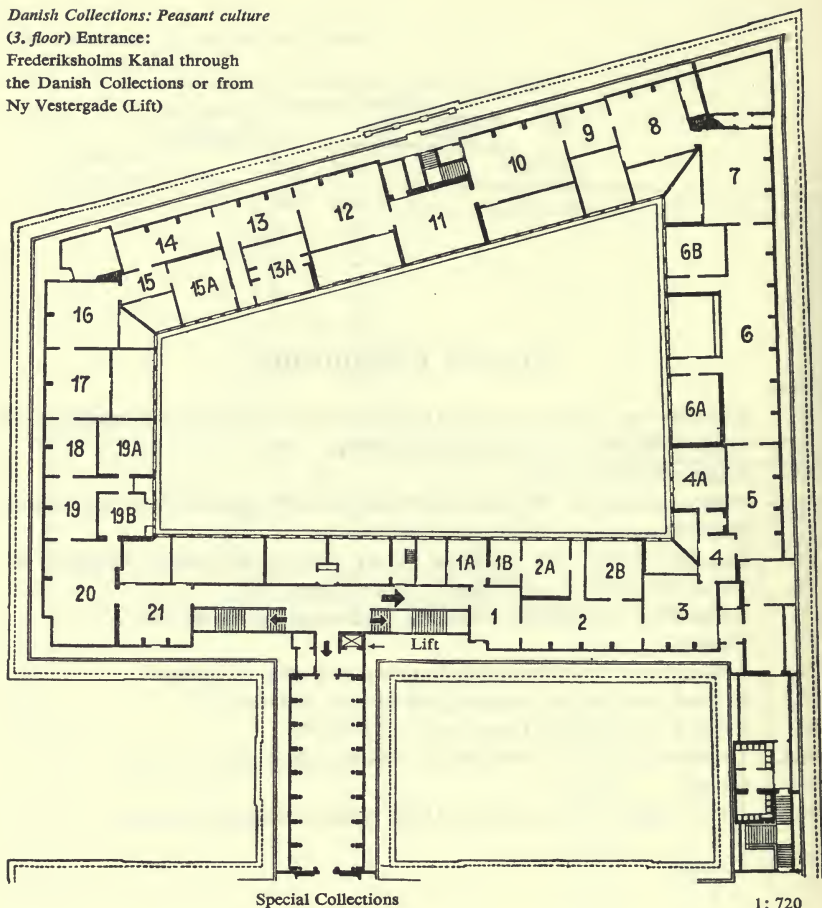 Danish Collections: Peasant culture
(3. floor) Entrance:
Frederiksholms Kanal through
the Danish Collections or from
Ny Vestergade (Lift)
8
9
10
7
12
11
13
14
13A
15
15A
6B
16
6
17
6A
18
19A
4A
5
19
19B
4
1A
1B
2A
2B
20
21
1
2
3
Lift
Special Collections
1: 720